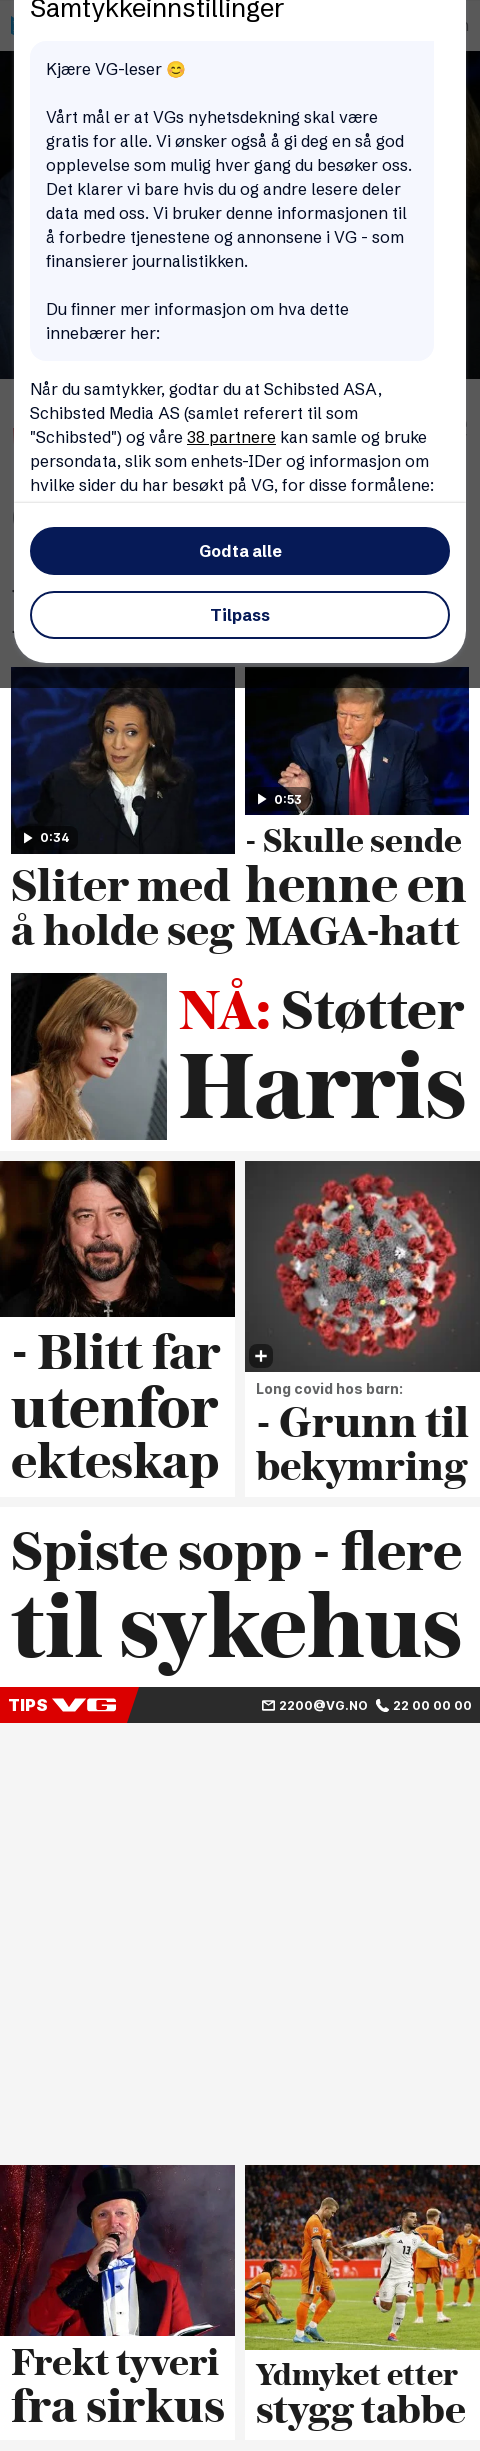 Samtykkeinnstillinger
Kjære VG-leser 😊
Vårt mål er at VGs nyhetsdekning skal være
gratis for alle. Vi ønsker også å gi deg en så god
opplevelse som mulig hver gang du besøker oss.
Det klarer vi bare hvis du og andre lesere deler
data med oss. Vi bruker denne informasjonen til
å forbedre tjenestene og annonsene i VG - som
finansierer journalistikken.
Du finner mer informasjon om hva dette
innebærer her:
Når du samtykker, godtar du at Schibsted ASA,
Schibsted Media AS (samlet referert til som
"Schibsted") og våre 38 partnere kan samle og bruke
persondata, slik som enhets-IDer og informasjon om
hvilke sider du har besøkt på VG, for disse formålene:
Godta alle
Tilpass
0:34
Sliter med
å holde seg
0:53
- Skulle sende
henne en
MAGA-hatt
NÅ: Støtter
Harris
- Blitt far
utenfor
ekteskap
Long covid hos barn:
- Grunn til
bekymring
Spiste sopp - flere
til sykehus
TIPS VG
2200@VG.NO 22 00 00 00
Frekt tyveri
fra sirkus
13
Ydmyket etter
stygg tabbe